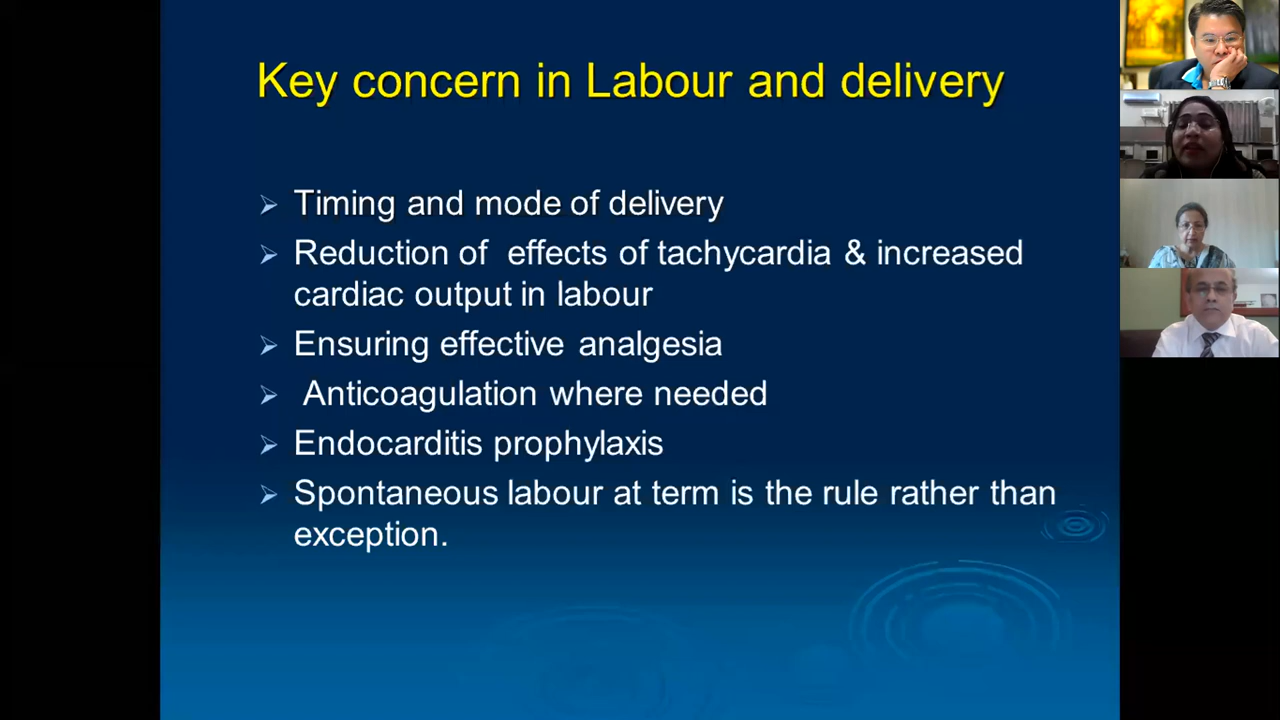 Key concern in Labour and delivery
Timing and mode of delivery
Reduction of effects of tachycardia & increased
cardiac output in labour
Ensuring effective analgesia
Anticoagulation where needed
Endocarditis prophylaxis
Spontaneous labour at term is the rule rather than
exception.